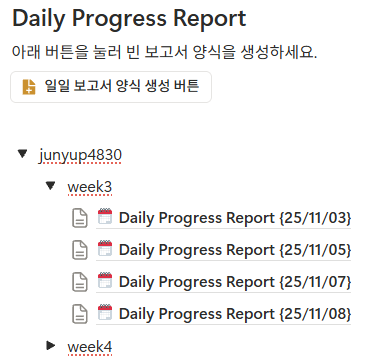 Daily Progress Report
아래 버튼을 눌러 빈 보고서 양식을 생성하세요.
일일 보고서 양식 생성 버튼
junyup4830
week3
Daily Progress Report {25/11/03}
Daily Progress Report {25/11/05}
Daily Progress Report {25/11/07}
Daily Progress Report {25/11/08}
week4